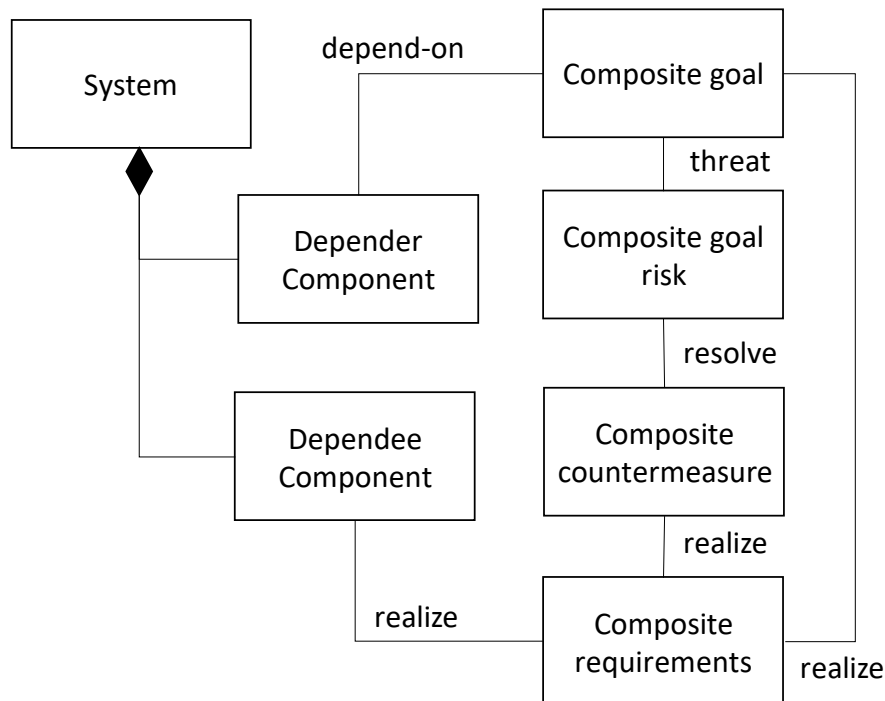 depend-on
System
Composite goal
threat
Depender
Component
Composite goal
risk
resolve
Dependee
Component
Composite
countermeasure
realize
realize
Composite
requirements
realize